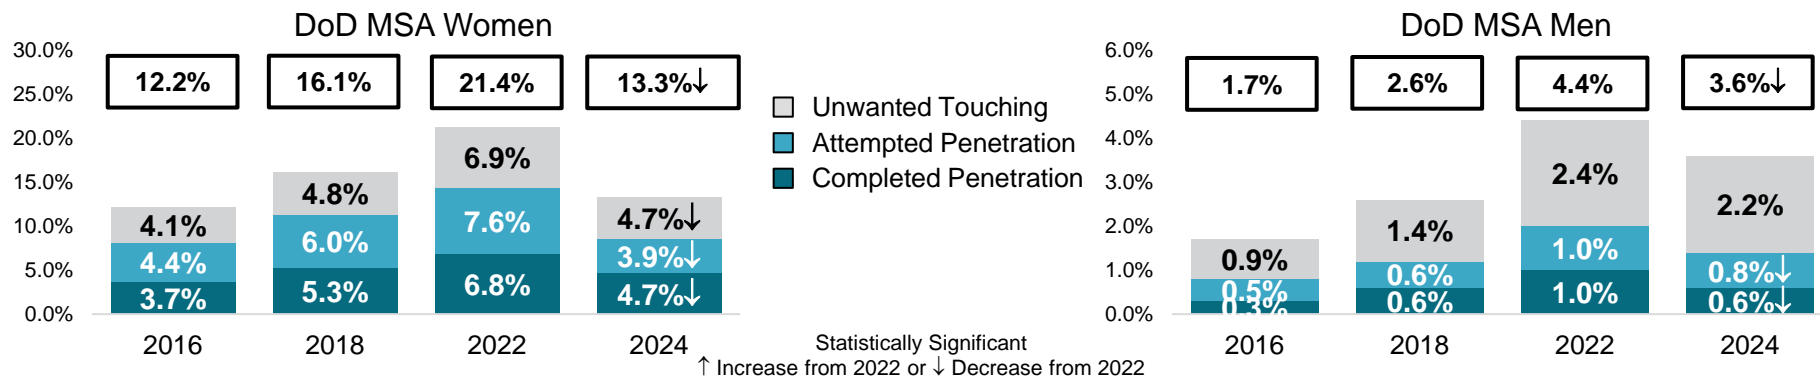 DoD MSA Women
30.0%
25.0%
20.0%
15.0%
10.0%
5.0%
0.0%
12.2% 16.1% 21.4% 13.3%↓
4.1% 4.8% 6.9% 4.7%↓
4.4% 6.0% 7.6% 3.9%↓
3.7% 5.3% 6.8% 4.7%↓
2016 2018 2022 2024
Unwanted Touching
Attempted Penetration
Completed Penetration
DoD MSA Men
6.0%
5.0%
4.0%
3.0%
2.0%
1.0%
0.0%
1.7% 2.6% 4.4% 3.6%↓
0.9% 1.4% 2.4% 2.2%
0.5% 0.6% 1.0% 0.8%↓
0.3% 0.6% 1.0% 0.6%↓
2016 2018 2022 2024
Statistically Significant
↑ Increase from 2022 or ↓ Decrease from 2022